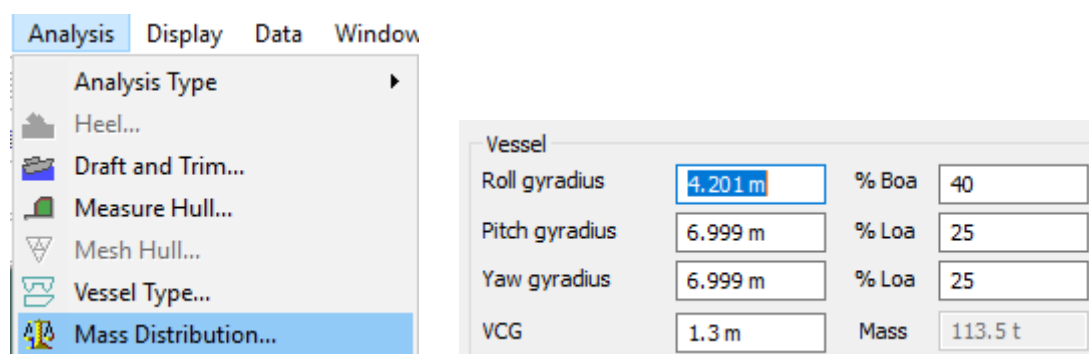 Analysis Display Data Window
Analysis Type
Heel...
Draft and Trim...
Measure Hull...
Mesh Hull...
Vessel Type...
Mass Distribution...
Vessel
Roll gyradius 4.201 m % Boa 40
Pitch gyradius 6.999 m % Loa 25
Yaw gyradius 6.999 m % Loa 25
VCG 1.3 m Mass 113.5 t